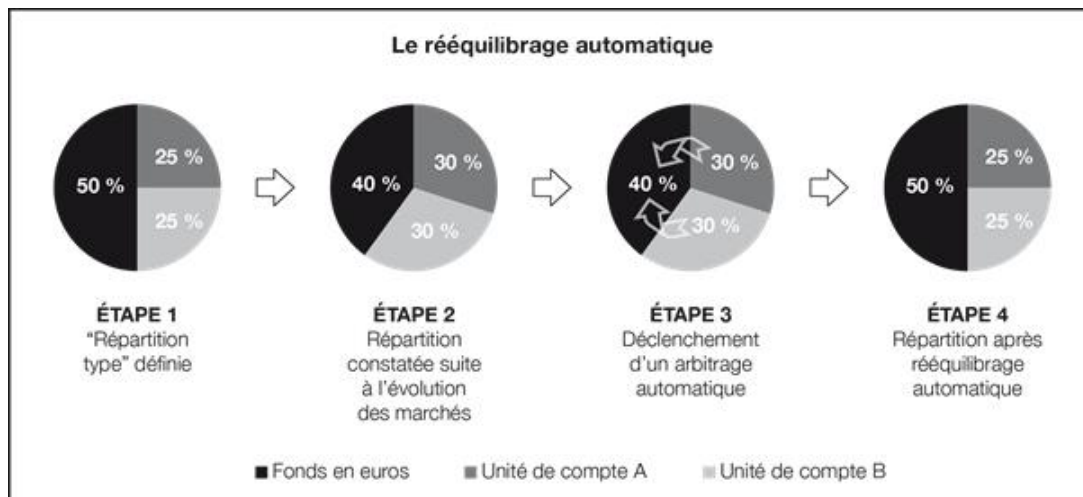 Le rééquilibrage automatique
50 %
25 %
25 %
40 %
30 %
30 %
40 %
30 %
30 %
50 %
25 %
25 %
ÉTAPE 1
“Répartition
type” définie
ÉTAPE 2
Répartition
constatée suite
à l’évolution
des marchés
ÉTAPE 3
Déclenchement
d’un arbitrage
automatique
ÉTAPE 4
Répartition après
rééquilibrage
automatique
Fonds en euros
Unité de compte A
Unité de compte B